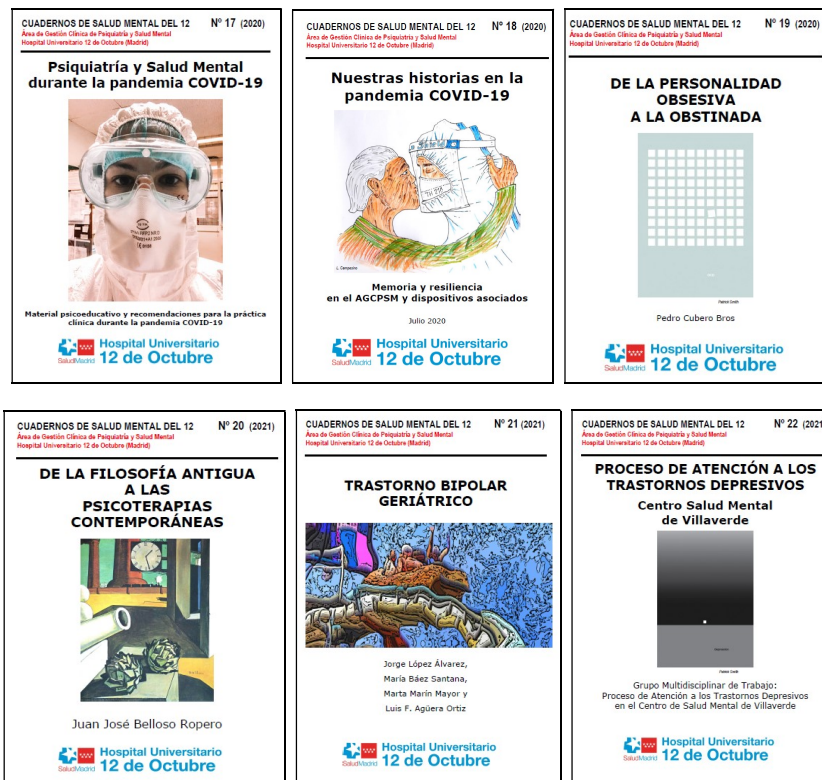 CUADERNOS DE SALUD MENTAL DEL 12 Nº 17 (2020)
Área de Gestión Clínica de Psiquiatría y Salud Mental
Hospital Universitario 12 de Octubre (Madrid)
Psiquiatría y Salud Mental
durante la pandemia COVID-19
Material psicoeducativo y recomendaciones para la práctica
clínica durante la pandemia COVID-19
SaludMadrid
Hospital Universitario
12 de Octubre
CUADERNOS DE SALUD MENTAL DEL 12 Nº 18 (2020)
Área de Gestión Clínica de Psiquiatría y Salud Mental
Hospital Universitario 12 de Octubre (Madrid)
Nuestras historias en la
pandemia COVID-19
L. Campesino
Memoria y resiliencia
en el AGCPSM y dispositivos asociados
Julio 2020
SaludMadrid
Hospital Universitario
12 de Octubre
CUADERNOS DE SALUD MENTAL DEL 12 Nº 19 (2020)
Área de Gestión Clínica de Psiquiatría y Salud Mental
Hospital Universitario 12 de Octubre (Madrid)
DE LA PERSONALIDAD
OBSESIVA
A LA OBSTINADA
Pedro Cubero Bros
SaludMadrid
Hospital Universitario
12 de Octubre
CUADERNOS DE SALUD MENTAL DEL 12 Nº 20 (2021)
Área de Gestión Clínica de Psiquiatría y Salud Mental
Hospital Universitario 12 de Octubre (Madrid)
DE LA FILOSOFÍA ANTIGUA
A LAS
PSICOTERAPIAS
CONTEMPORÁNEAS
Juan José Belloso Ropero
SaludMadrid
Hospital Universitario
12 de Octubre
CUADERNOS DE SALUD MENTAL DEL 12 Nº 21 (2021)
Área de Gestión Clínica de Psiquiatría y Salud Mental
Hospital Universitario 12 de Octubre (Madrid)
TRASTORNO BIPOLAR
GERIÁTRICO
Jorge López Álvarez,
María Báez Santana,
Marta Marín Mayor y
Luis F. Agüera Ortiz
SaludMadrid
Hospital Universitario
12 de Octubre
CUADERNOS DE SALUD MENTAL DEL 12 Nº 22 (2021
Área de Gestión Clínica de Psiquiatría y Salud Mental
Hospital Universitario 12 de Octubre (Madrid)
PROCESO DE ATENCIÓN A LOS
TRASTORNOS DEPRESIVOS
Centro Salud Mental
de Villaverde
Grupo Multidisciplinar de Trabajo:
Proceso de Atención a los Trastornos Depresivos
en el Centro de Salud Mental de Villaverde
SaludMadrid
Hospital Universitario
12 de Octubre